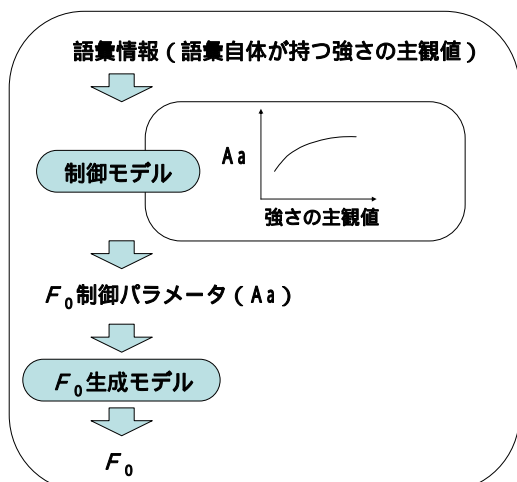 語彙情報(語彙自体が持つ強さの主観値)
制御モデル
Aa
強さの主観値
F0制御パラメータ(Aa)
F0生成モデル
F0